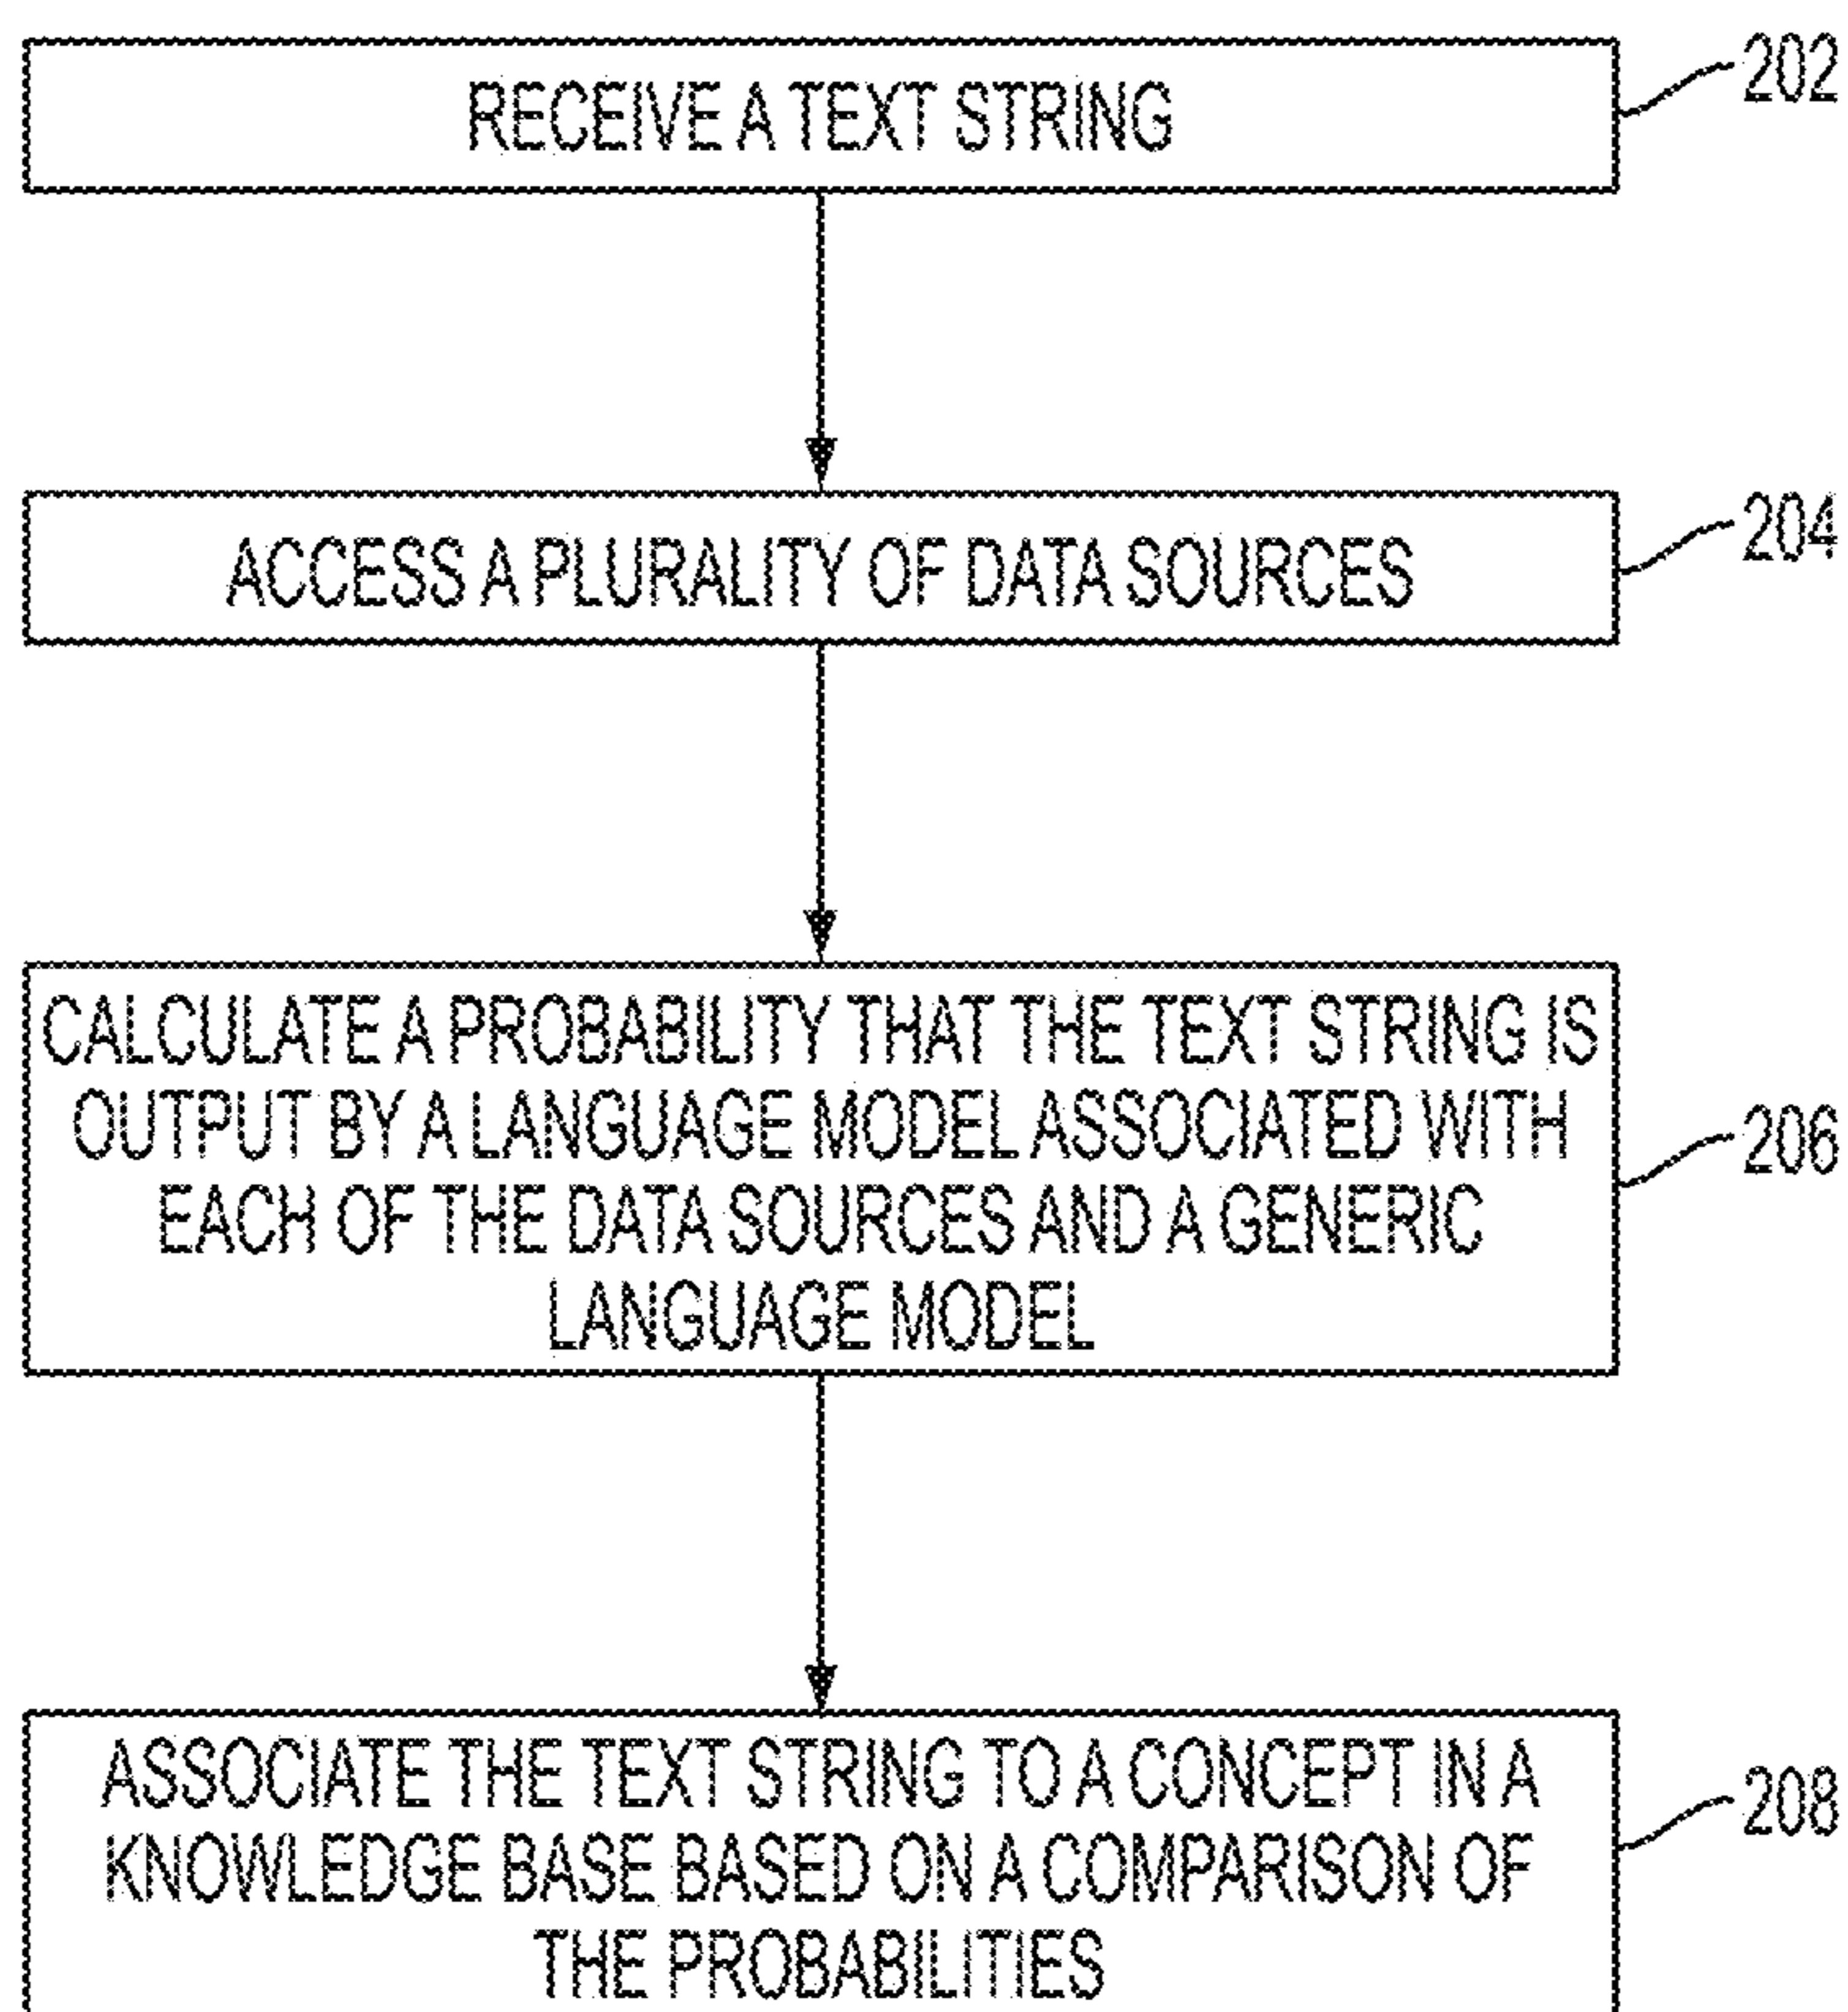 RECEIVE A TEXT STRING
202
ACCESS A PLURALITY OF DATA SOURCES
204
CALCULATE A PROBABILITY THAT THE TEXT STRING IS
OUTPUT BY A LANGUAGE MODEL ASSOCIATED WITH
EACH OF THE DATA SOURCES AND A GENERIC
LANGUAGE MODEL
206
ASSOCIATE THE TEXT STRING TO A CONCEPT IN A
KNOWLEDGE BASE BASED ON A COMPARISON OF
THE PROBABILITIES
208